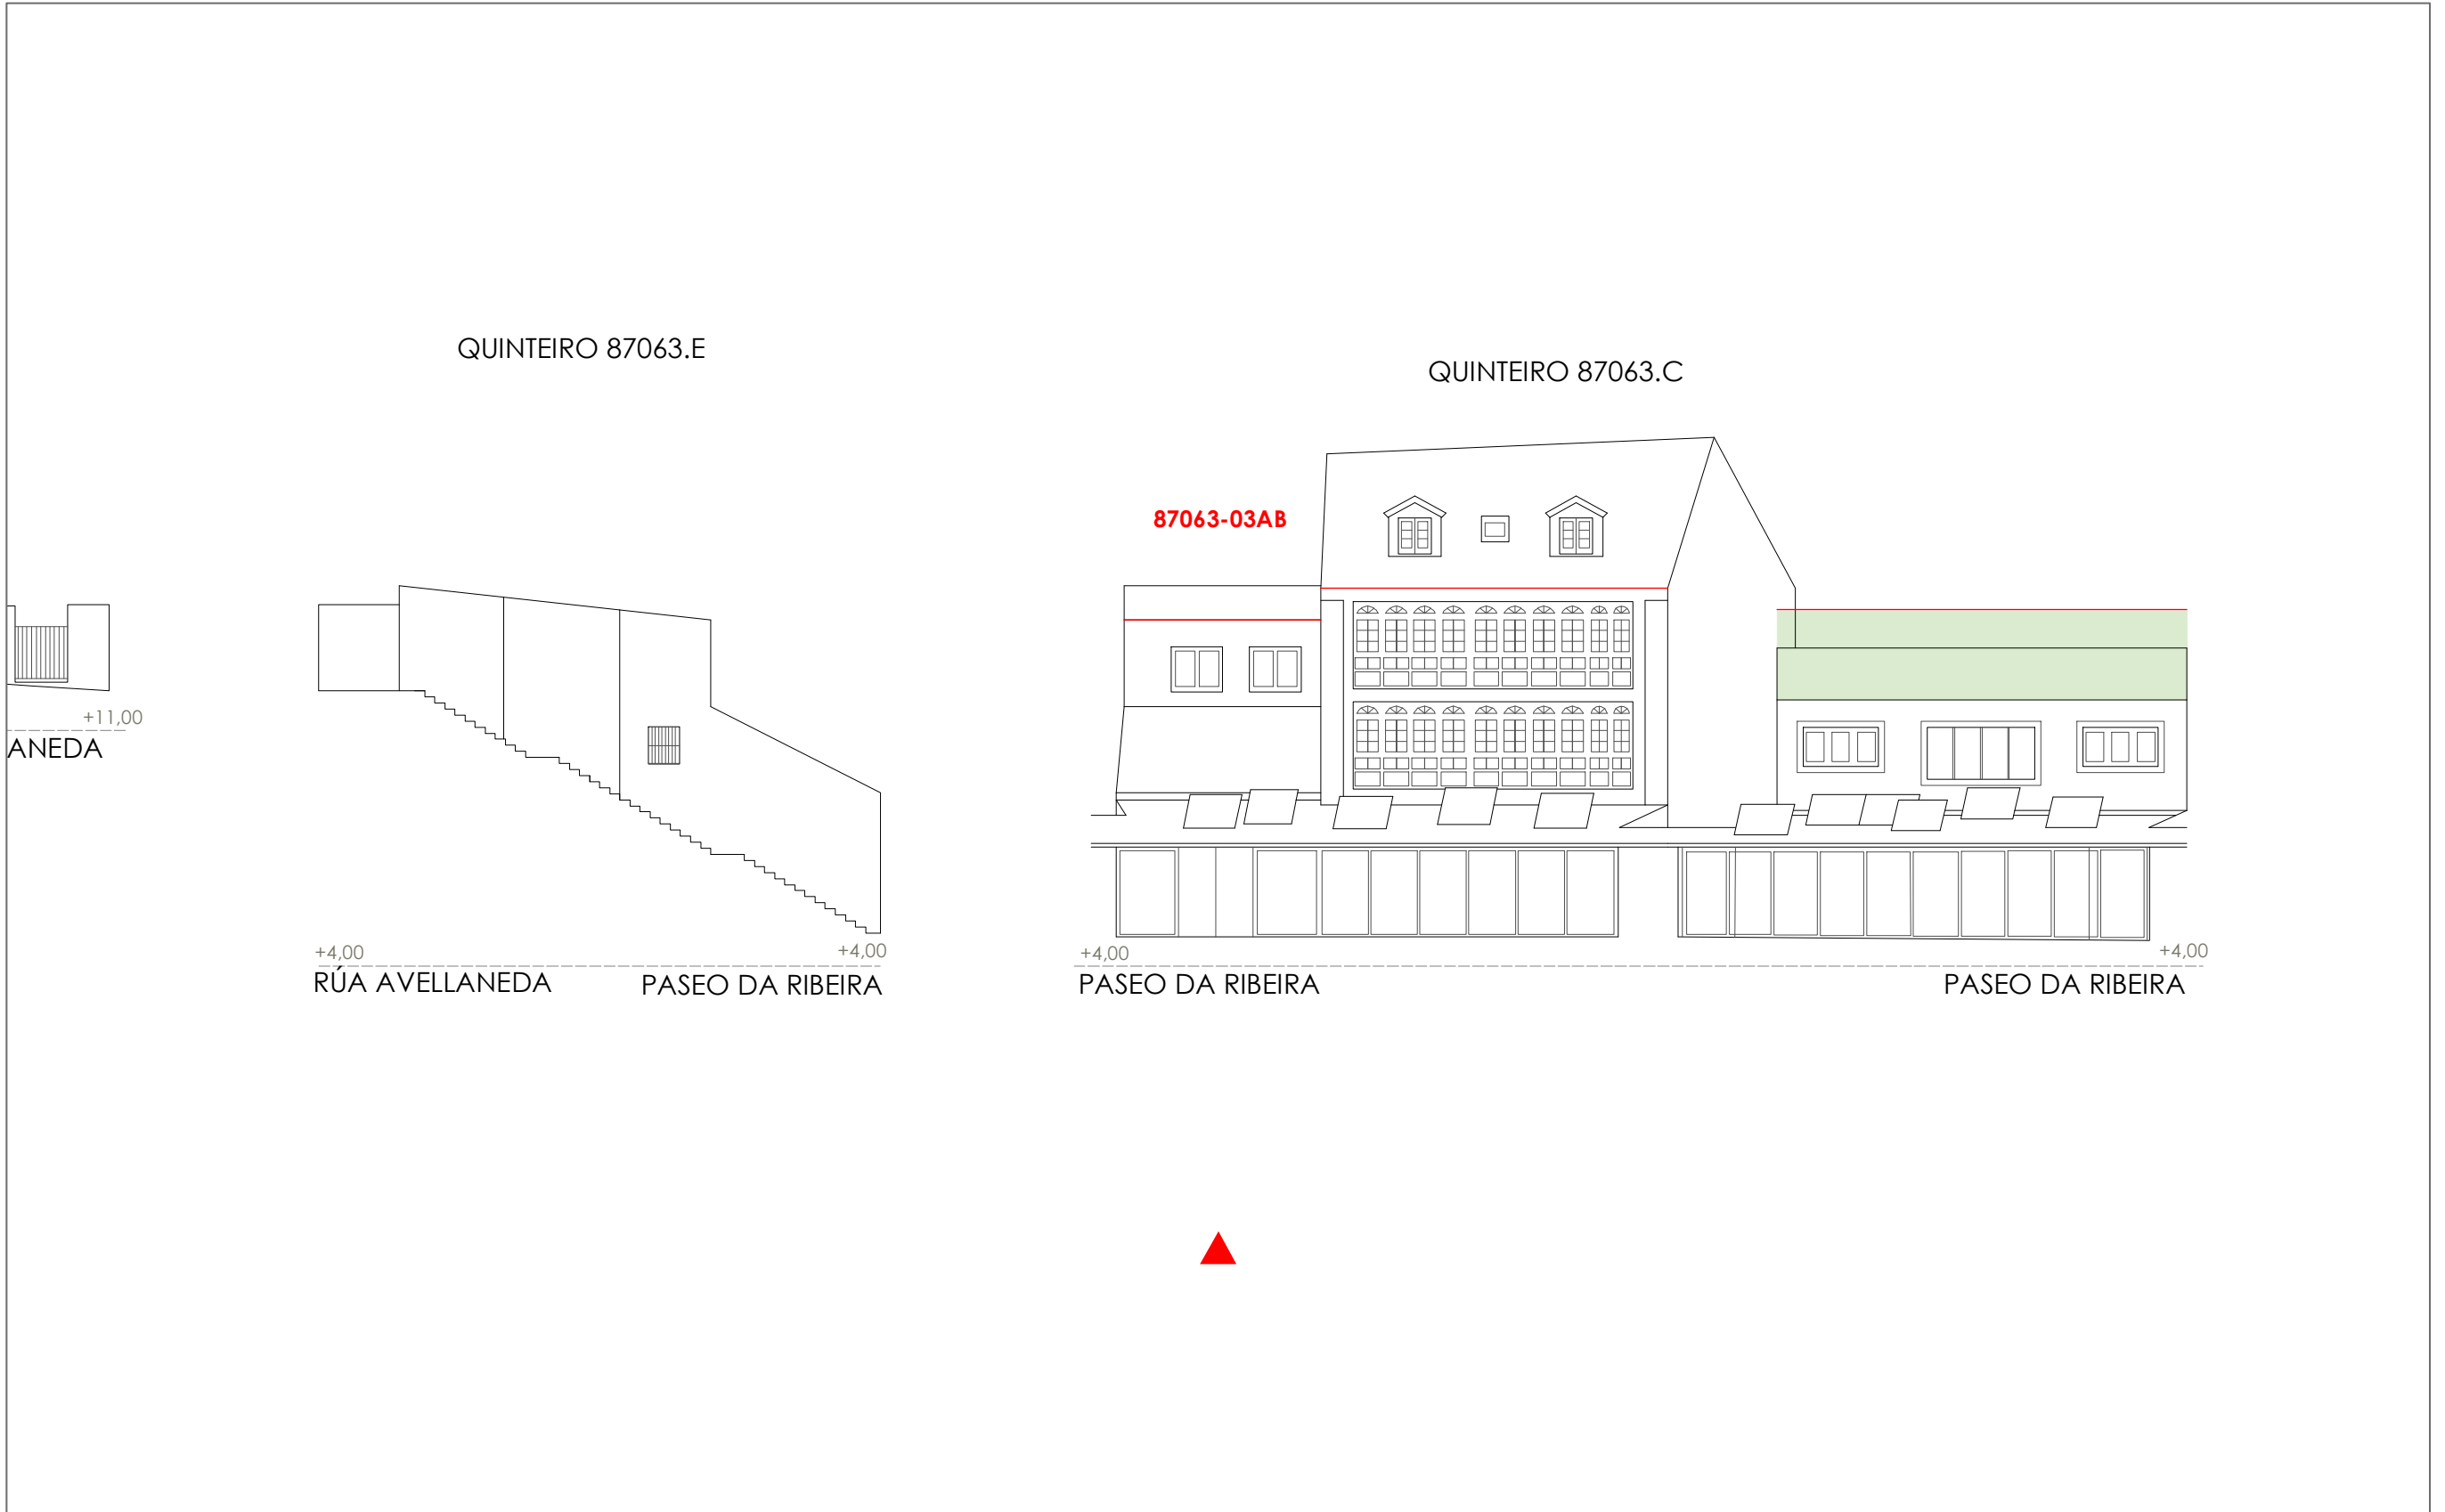 QUINTEIRO 87063.E
QUINTEIRO 87063.C
87063-03AB
+11,00
ANEDA
+4,00
+4,00
RÚA AVELLANEDA
PASEO DA RIBEIRA
+4,00
+4,00
PASEO DA RIBEIRA
PASEO DA RIBEIRA